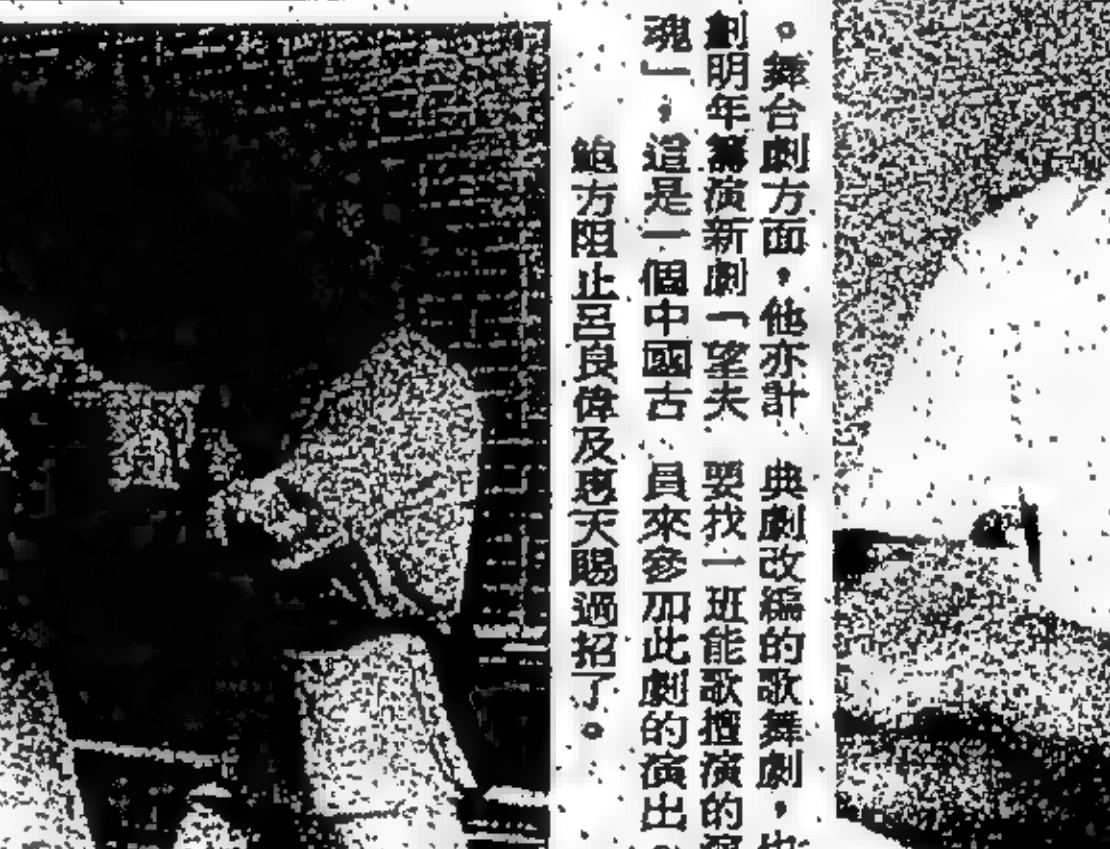 。舞台劇方面，他亦計
劃明年籌演新劇「望夫
魂」，這是一個中國古
典劇改編的歌舞劇，也
要找一班能歌擅演的演
員來參加此劇的演出
鮑方阻止呂良偉及惠天賜過招了。